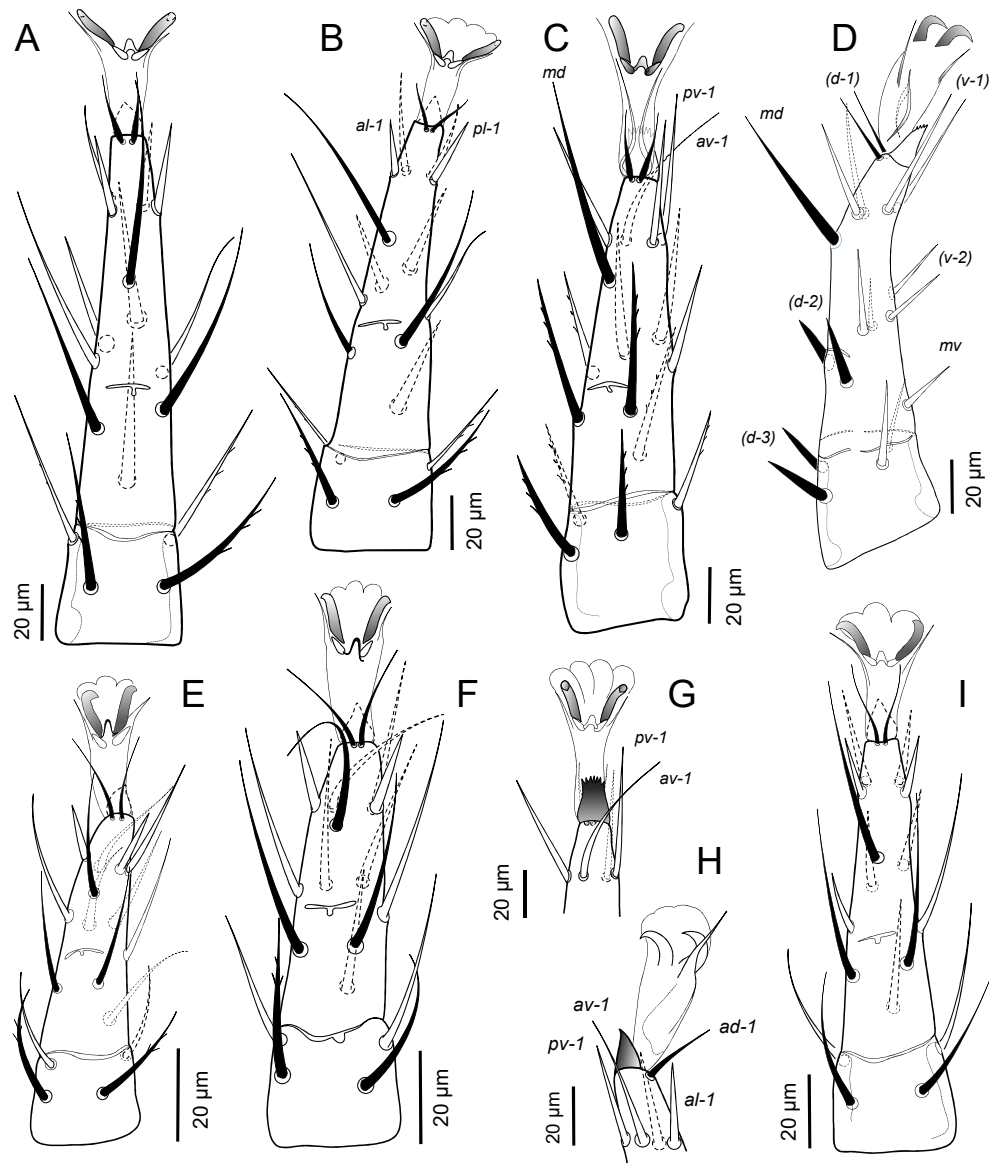 A
B
C
D
md
pv-1
av-1
al-1
pl-1
(d-1)
(v-1)
md
(v-2)
(d-2)
mv
(d-3)
20 µm
20 µm
20 µm
20 µm
E
F
G
I
pv-1
av-1
H
20 µm
av-1
pv-1
ad-1
al-1
20 µm
20 µm
20 µm
20 µm